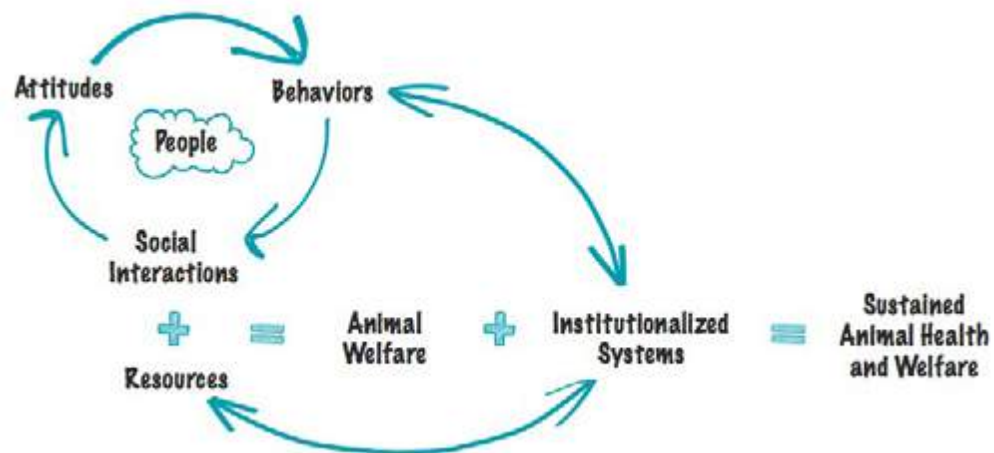 Attitudes
Behaviors
People
Social
Interactions
+
=
Animal
Welfare
+
Institutionalized
Systems
=
Sustained
Animal Health
and Welfare
Resources